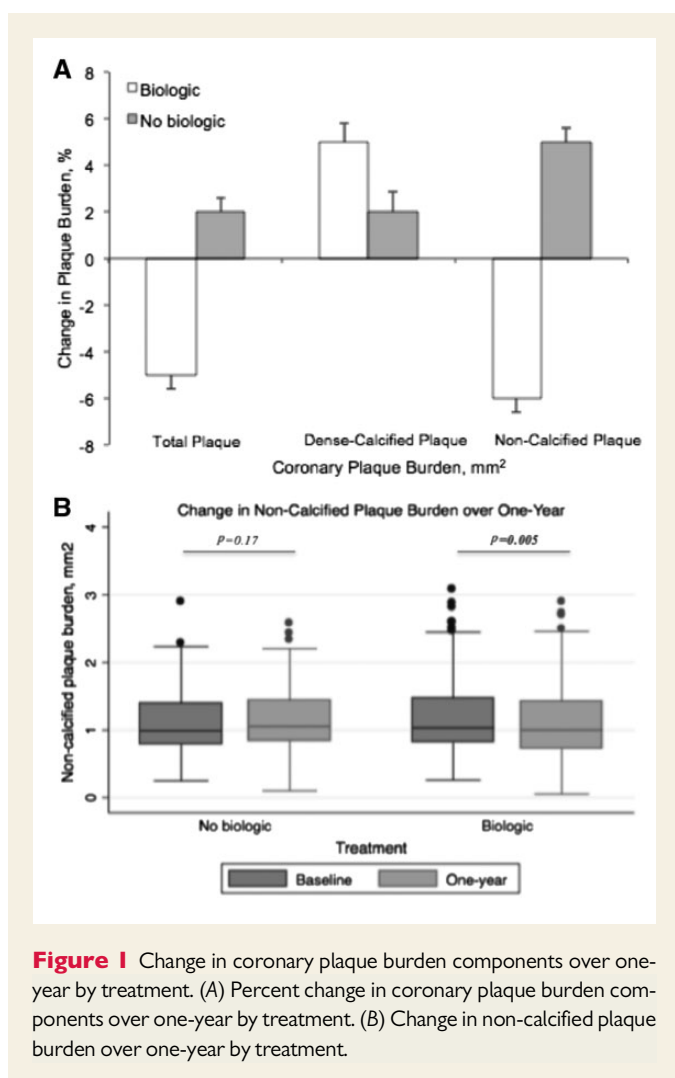 A
8
Biologic
No biologic
6
4
2
0
-2
-4
-6
-8
Change in Plaque Burden, %
Total Plaque Dense-Calcified Plaque Non-Calcified Plaque
Coronary Plaque Burden, mm²
B
Change in Non-Calcified Plaque Burden over One-Year
P=0.17 P=0.005
4
3
2
1
0
Non-calcified plaque burden, mm2
No biologic Biologic
Treatment
Baseline One-year
Figure 1 Change in coronary plaque burden components over one-
year by treatment. (A) Percent change in coronary plaque burden com-
ponents over one-year by treatment. (B) Change in non-calcified plaque
burden over one-year by treatment.